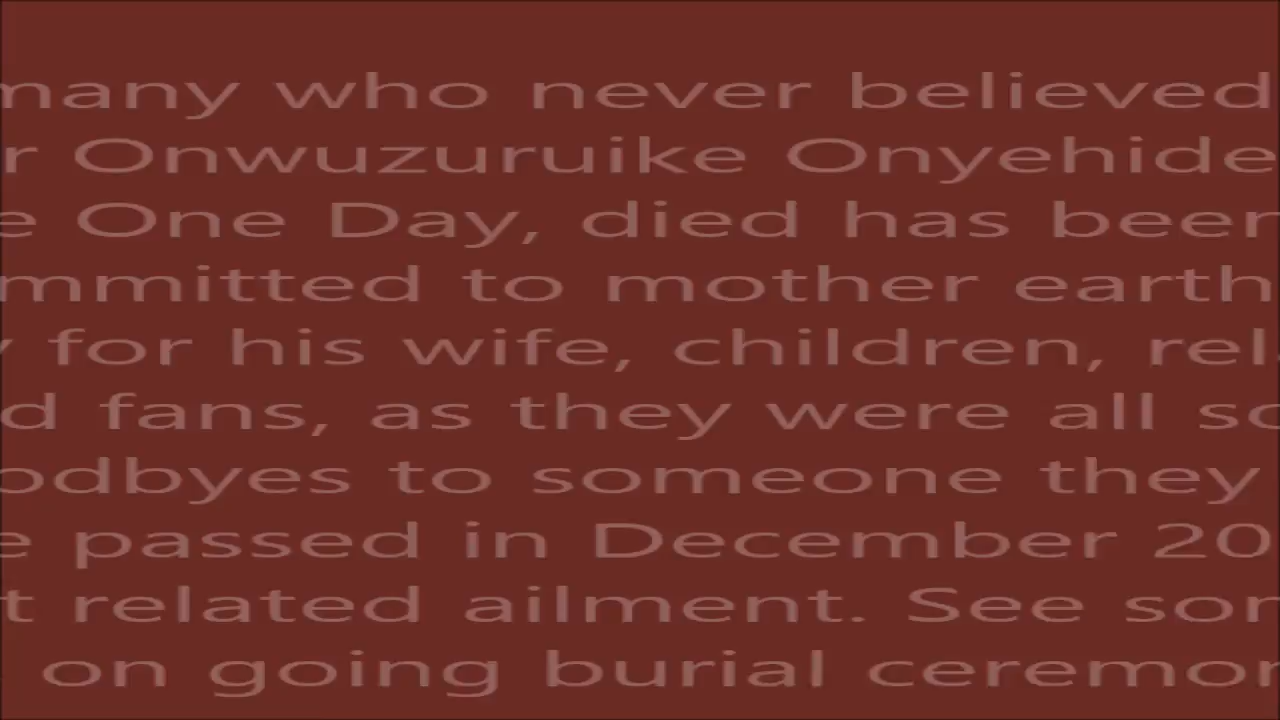 many who never believed
r Onwuzuruike Onyehide
e One Day, died has been
mmitted to mother earth
for his wife, children, rel
d fans, as they were all so
odbyes to someone they
e passed in December 20
t related ailment. See som
on going burial ceremon